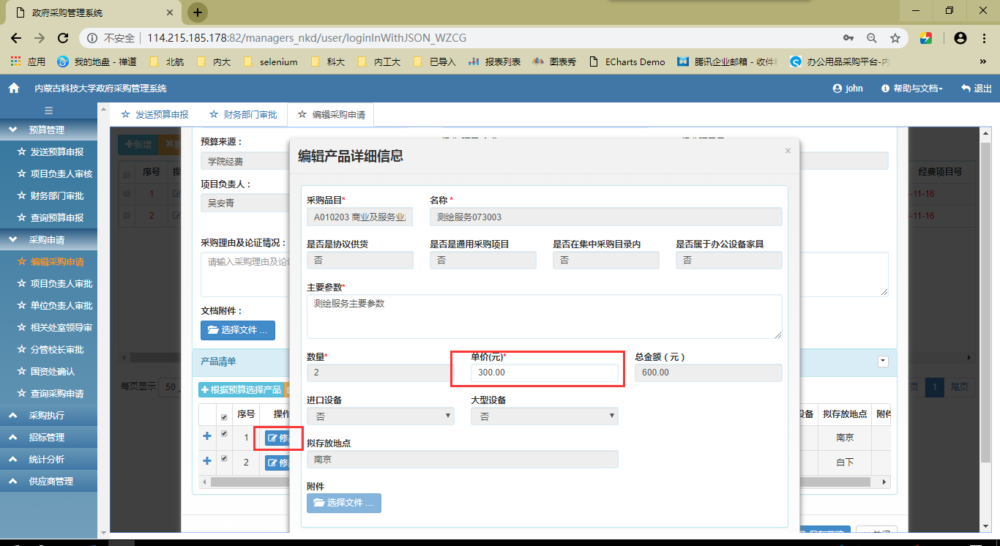 政府采购管理系统
不安全 114.215.185.178:82/managers_nkd/user/loginInWithJSON_WZCG
应用 我的地盘 - 禅道 北航 内大 selenium 科大 内工大 已导入 报表列表 图表秀 ECharts Demo 腾讯企业邮箱 - 收件 办公用品采购平台-内
内蒙古科技大学政府采购管理系统 john 帮助与文档 退出
发送预算申报 财务部门审批 编辑采购申请
预算管理
发送预算申报
项目负责人审核
财务部门审批
查询预算申报
采购申请
编辑采购申请
项目负责人审批
单位负责人审批
相关处室领导审
分管校长审批
国资处确认
查询采购申请
采购执行
招标管理
统计分析
供应商管理
新增
序号 经费项目号
1 -11-16
2 -11-16
每页显示 50 页 1 尾页
预算来源：
学院经费
项目负责人：
吴安青
采购理由及论证情况：
请输入采购理由及论
文档附件：
选择文件 ...
产品清单
根据预算选择产品
序号 操作 设备 拟存放地点 附件
1 修 南京
2 修 白下
编辑产品详细信息 ×
采购品目* 名称 *
A010203 商业及服务业 测绘服务073003
是否是协议供货 是否是通用采购项目 是否在集中采购目录内 是否属于办公设备家具
否 否 否 否
主要参数*
测绘服务主要参数
数量* 单价(元)* 总金额（元）
2 300.00 600.00
进口设备 大型设备
否 否
拟存放地点
南京
附件
选择文件 ...